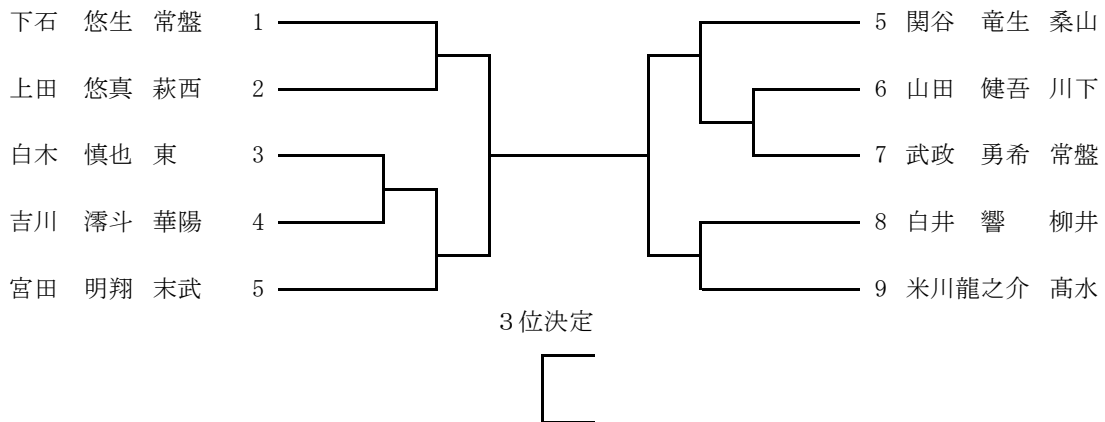 下石 悠生 常盤 1
上田 悠真 萩西 2
白木 慎也 東 3
吉川 澪斗 華陽 4
宮田 明翔 末武 5
5 関谷 竜生 桑山
6 山田 健吾 川下
7 武政 勇希 常盤
8 白井 響 柳井
9 米川龍之介 髙水
３位決定